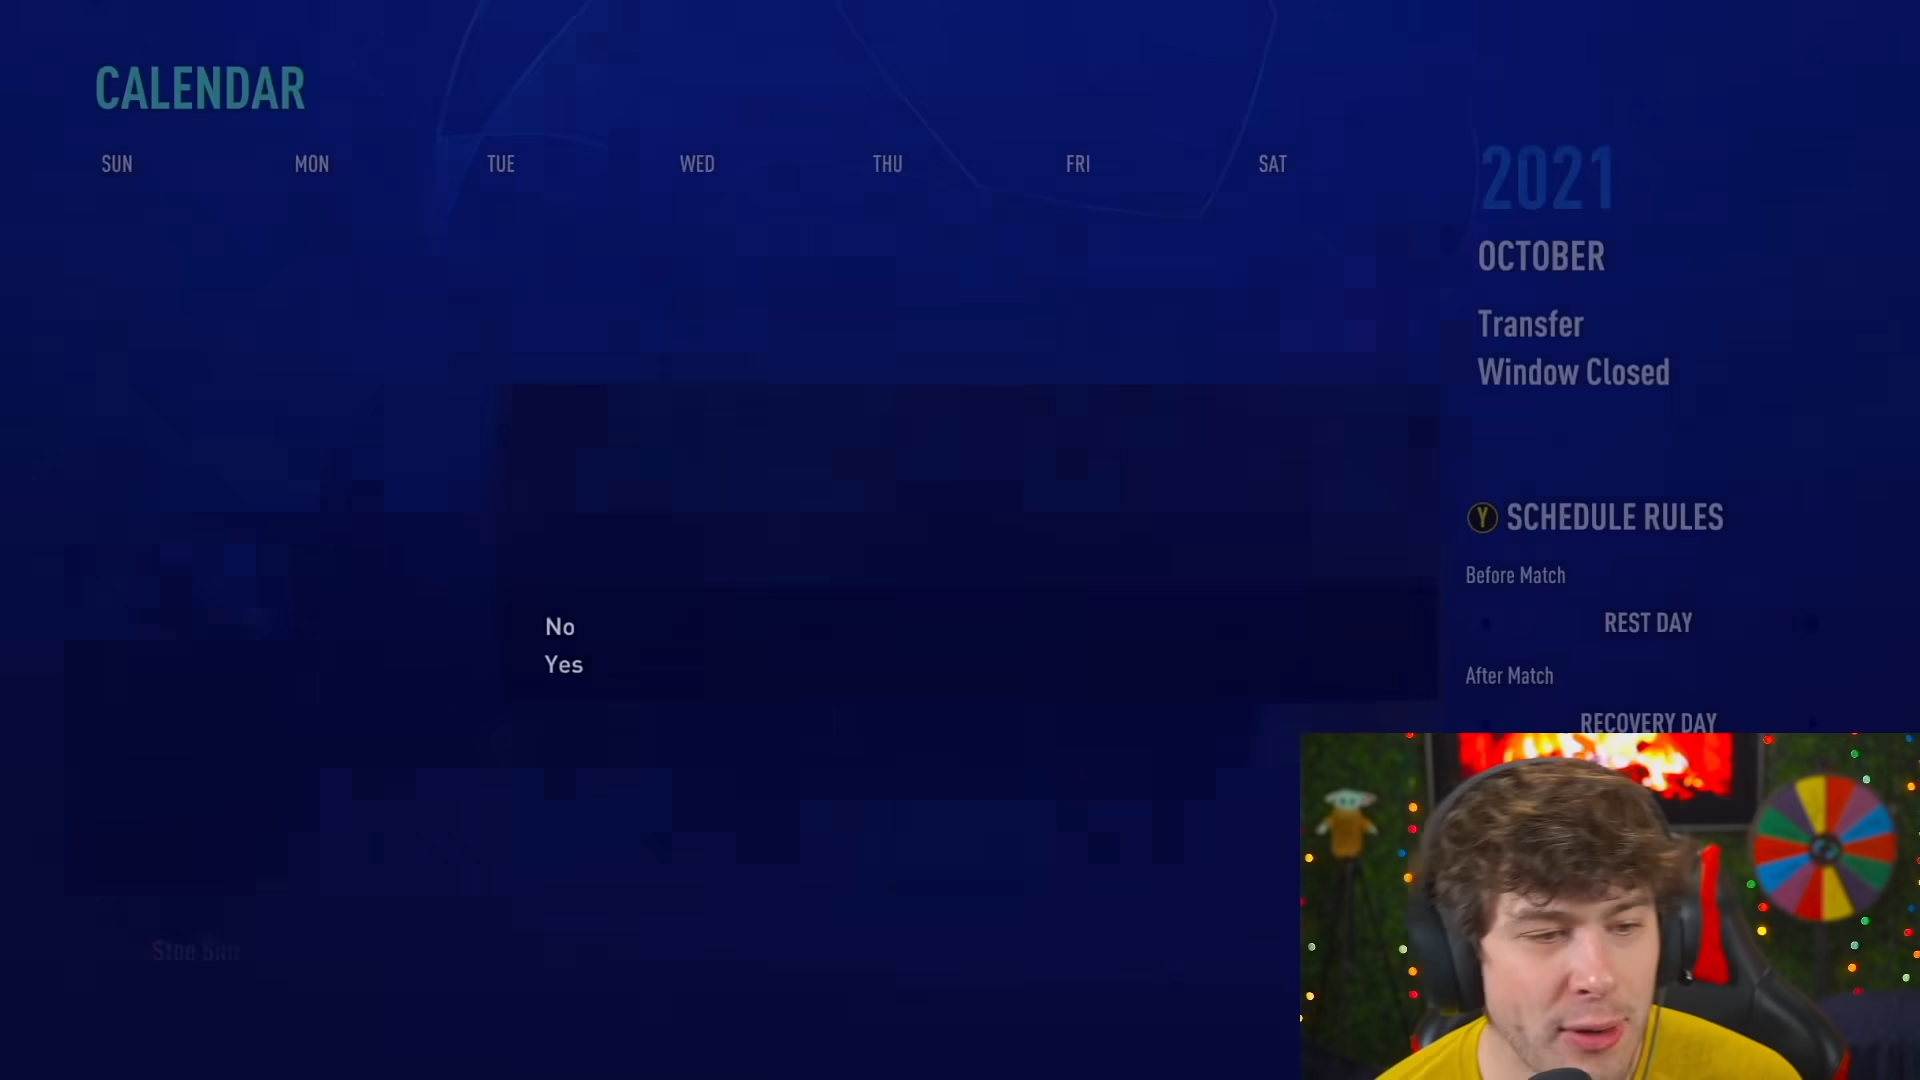 CALENDAR
SUN MON TUE WED THU FRI SAT
2021
OCTOBER
Transfer
Window Closed
Y SCHEDULE RULES
Before Match
REST DAY
After Match
RECOVERY DAY
No
Yes